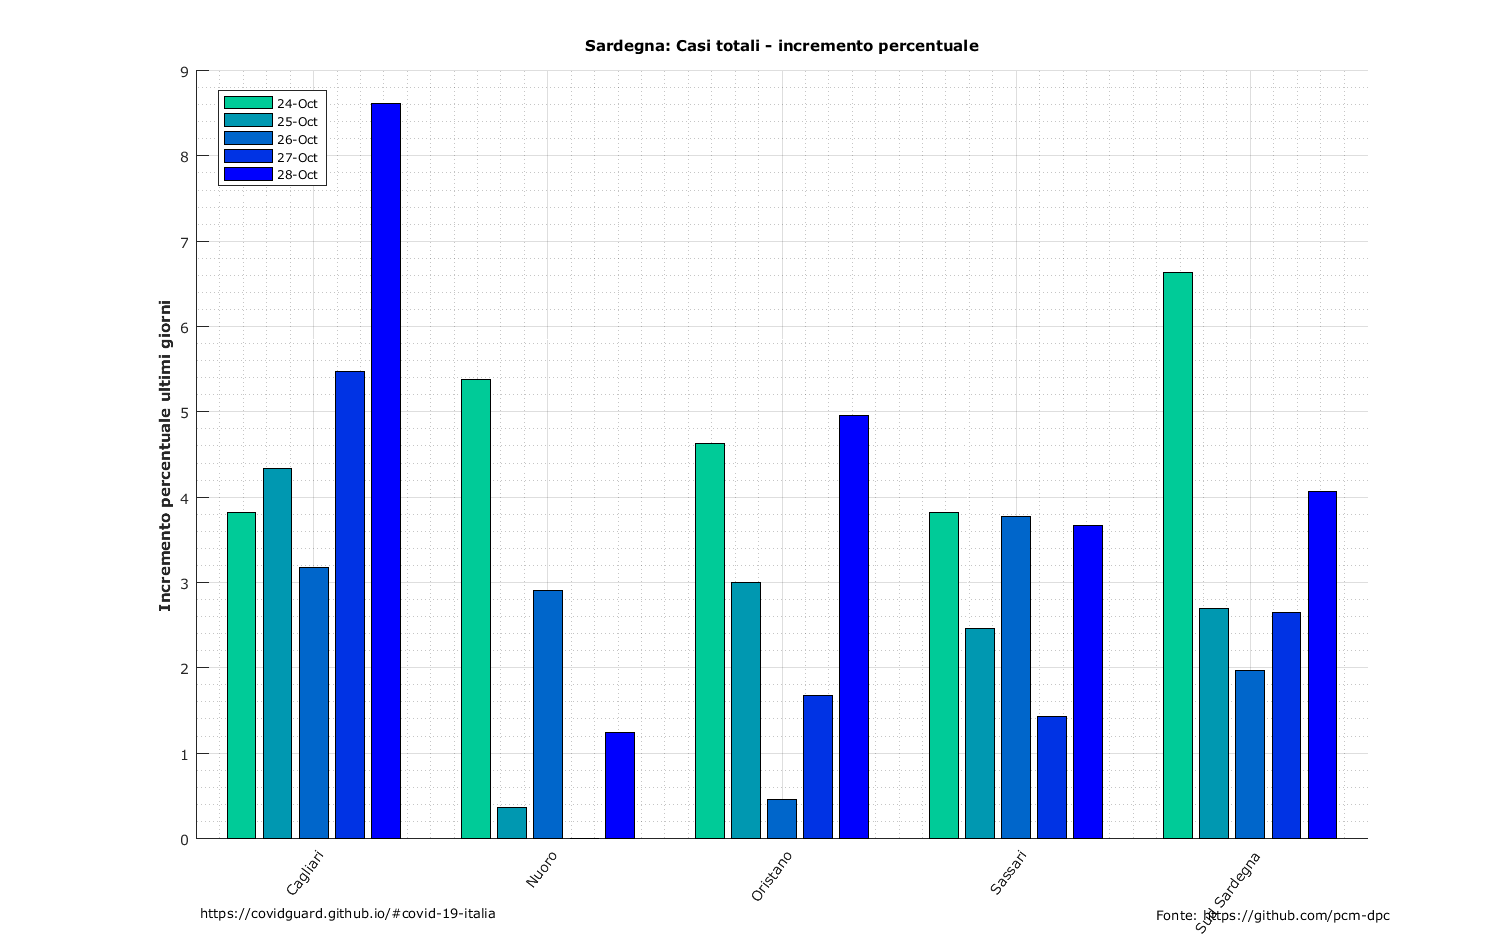 Sardegna: Casi totali - incremento percentuale
9
8
7
6
5
4
3
2
1
0
Incremento percentuale ultimi giorni
24-Oct
25-Oct
26-Oct
27-Oct
28-Oct
Cagliari
Nuoro
Oristano
Sassari
Sud Sardegna
https://covidguard.github.io/#covid-19-italia
Fonte: https://github.com/pcm-dpc